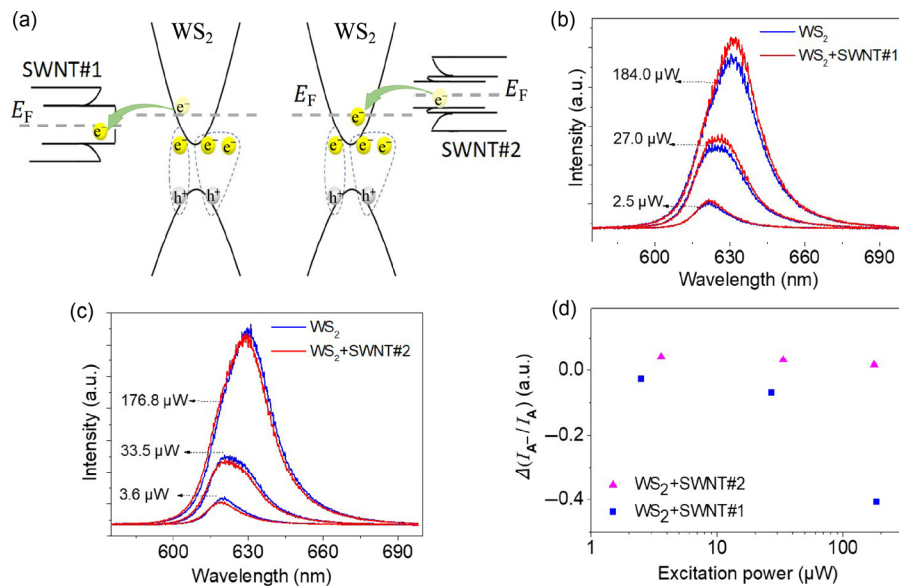 (a)
WS2
WS2
SWNT#1
EF
e-
e-
e- e- e-
h+ h+
e-
EF
e-
e- e- e-
h+ h+
SWNT#2
(b)
WS2
WS2+SWNT#1
184.0 μW
27.0 μW
2.5 μW
Intensity (a.u.)
600 630 660 690
Wavelength (nm)
(c)
WS2
WS2+SWNT#2
176.8 μW
33.5 μW
3.6 μW
Intensity (a.u.)
600 630 660 690
Wavelength (nm)
(d)
0.0
−0.2
−0.4
Δ(IA−/IA) (a.u.)
WS2+SWNT#2
WS2+SWNT#1
1 10 100
Excitation power (μW)